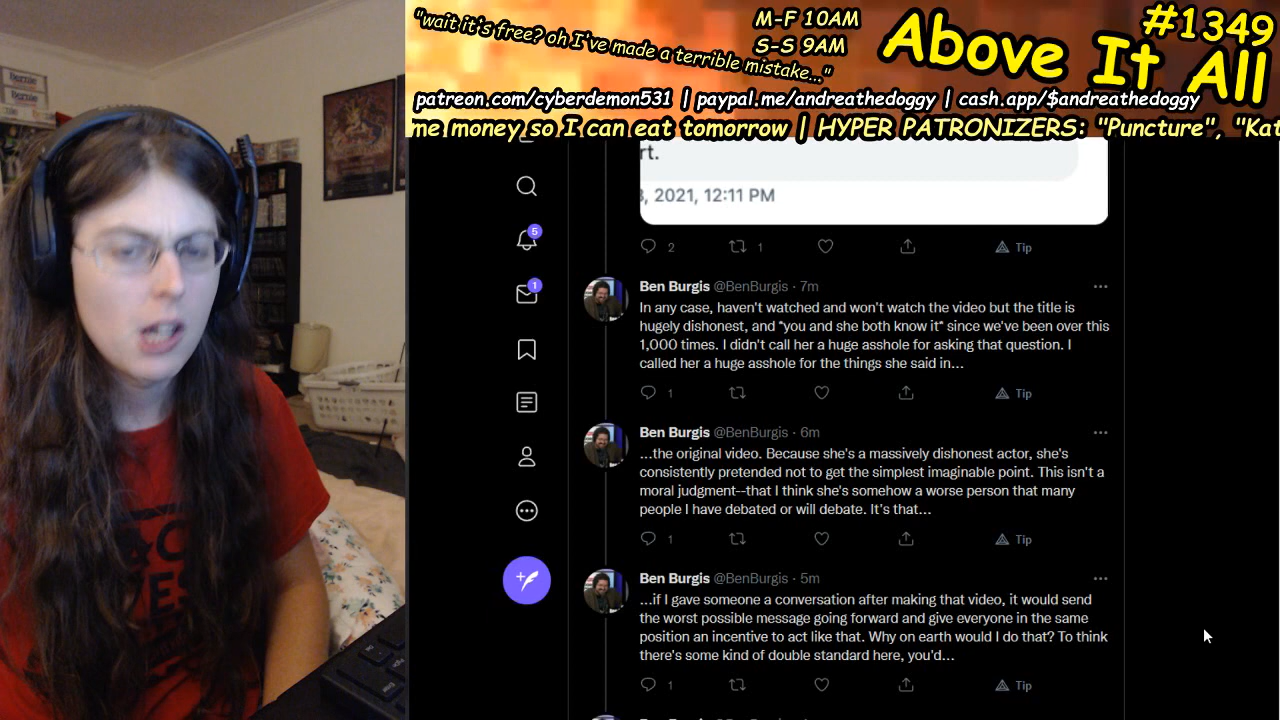 "wait it's free? oh I've made a terrible mistake..."
M-F 10AM
S-S 9AM
#1349
Above It All
patreon.com/cyberdemon531 | paypal.me/andreathedoggy | cash.app/$andreathedoggy
me money so I can eat tomorrow | HYPER PATRONIZERS: "Puncture", "Kat
Bernie
Bernie
rt.
3, 2021, 12:11 PM
2 1 Tip
5
1
Ben Burgis @BenBurgis · 7m
In any case, haven't watched and won't watch the video but the title is
hugely dishonest, and *you and she both know it* since we've been over this
1,000 times. I didn't call her a huge asshole for asking that question. I
called her a huge asshole for the things she said in...
1 Tip
Ben Burgis @BenBurgis · 6m
...the original video. Because she's a massively dishonest actor, she's
consistently pretended not to get the simplest imaginable point. This isn't a
moral judgment--that I think she's somehow a worse person that many
people I have debated or will debate. It's that...
1 Tip
Ben Burgis @BenBurgis · 5m
...if I gave someone a conversation after making that video, it would send
the worst possible message going forward and give everyone in the same
position an incentive to act like that. Why on earth would I do that? To think
there's some kind of double standard here, you'd...
1 Tip